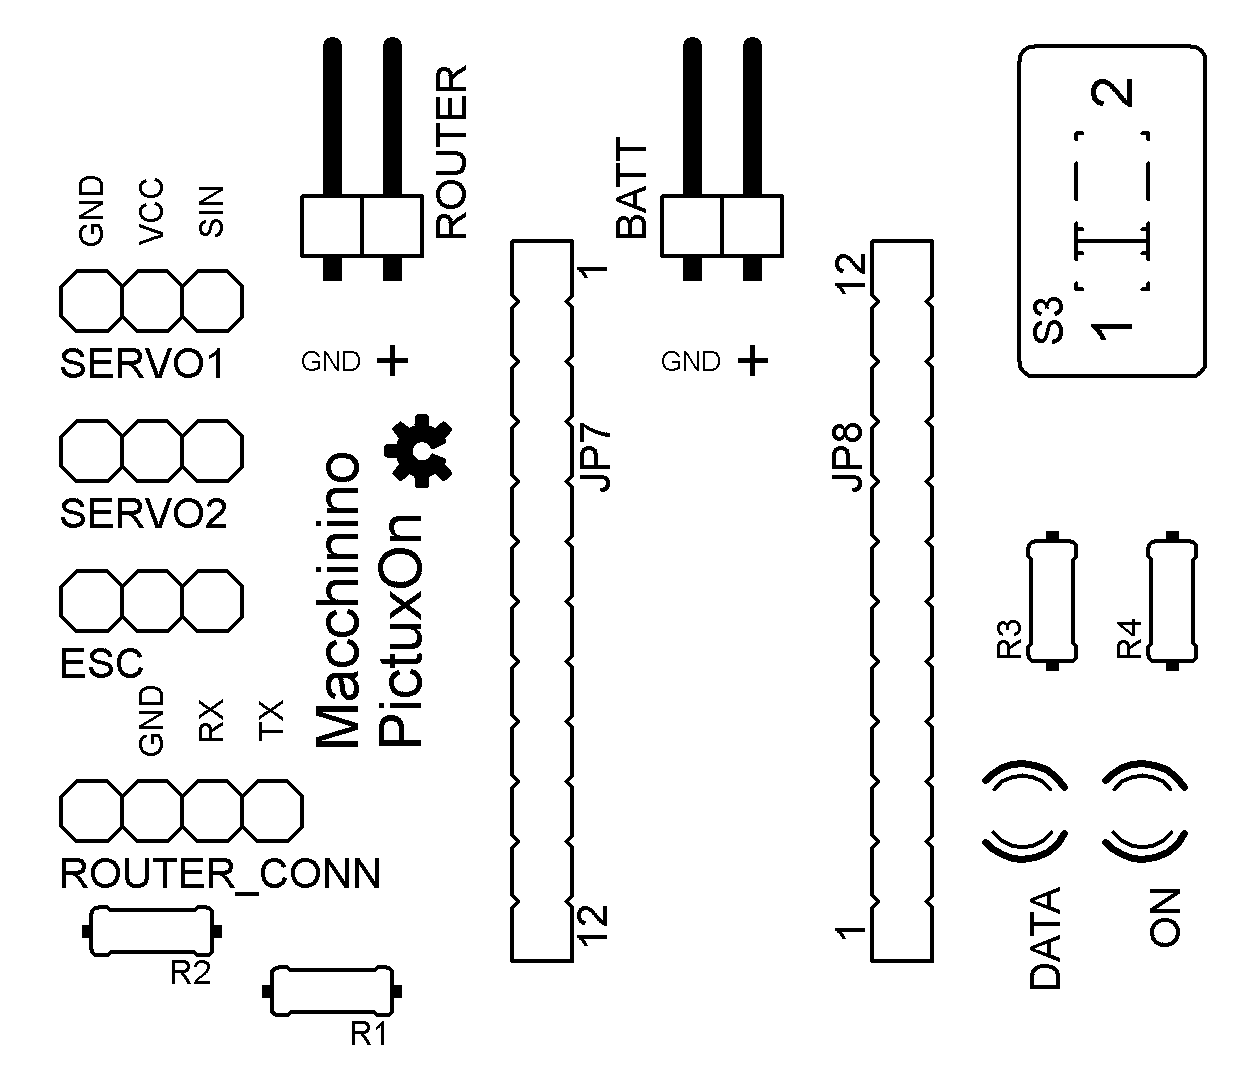 GND
VCC
SIN
SERVO1
SERVO2
ESC
GND
RX
TX
ROUTER_CONN
R2
R1
ROUTER
GND +
Macchinino
PictuxOn
1
JP7
12
BATT
GND +
12
JP8
1
2
S3
1
R3
R4
DATA
ON